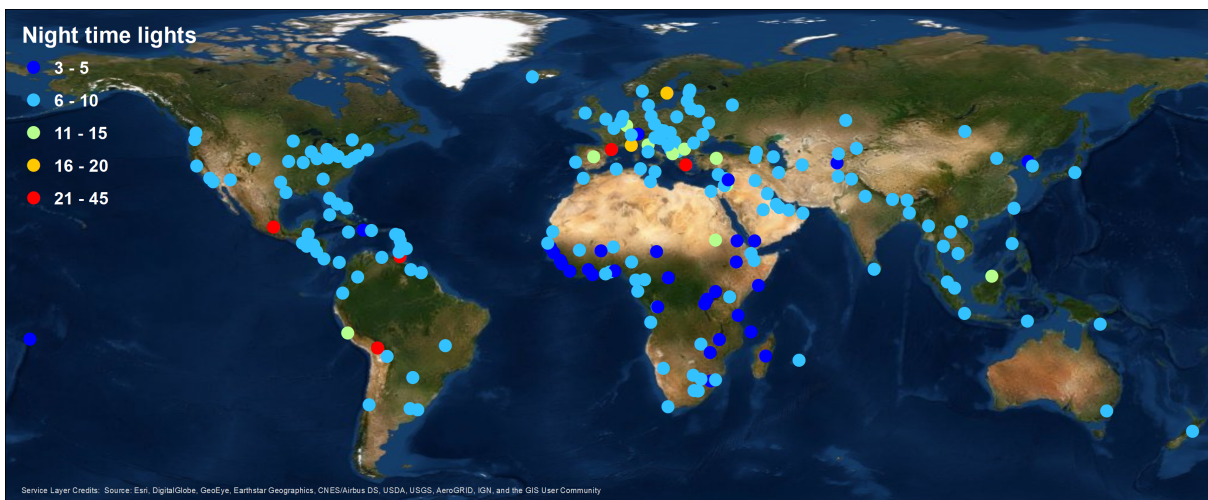 Night time lights
3 - 5
6 - 10
11 - 15
16 - 20
21 - 45
Service Layer Credits: Source: Esri, DigitalGlobe, GeoEye, Earthstar Geographics, CNES/Airbus DS, USDA, USGS, AeroGRID, IGN, and the GIS User Community